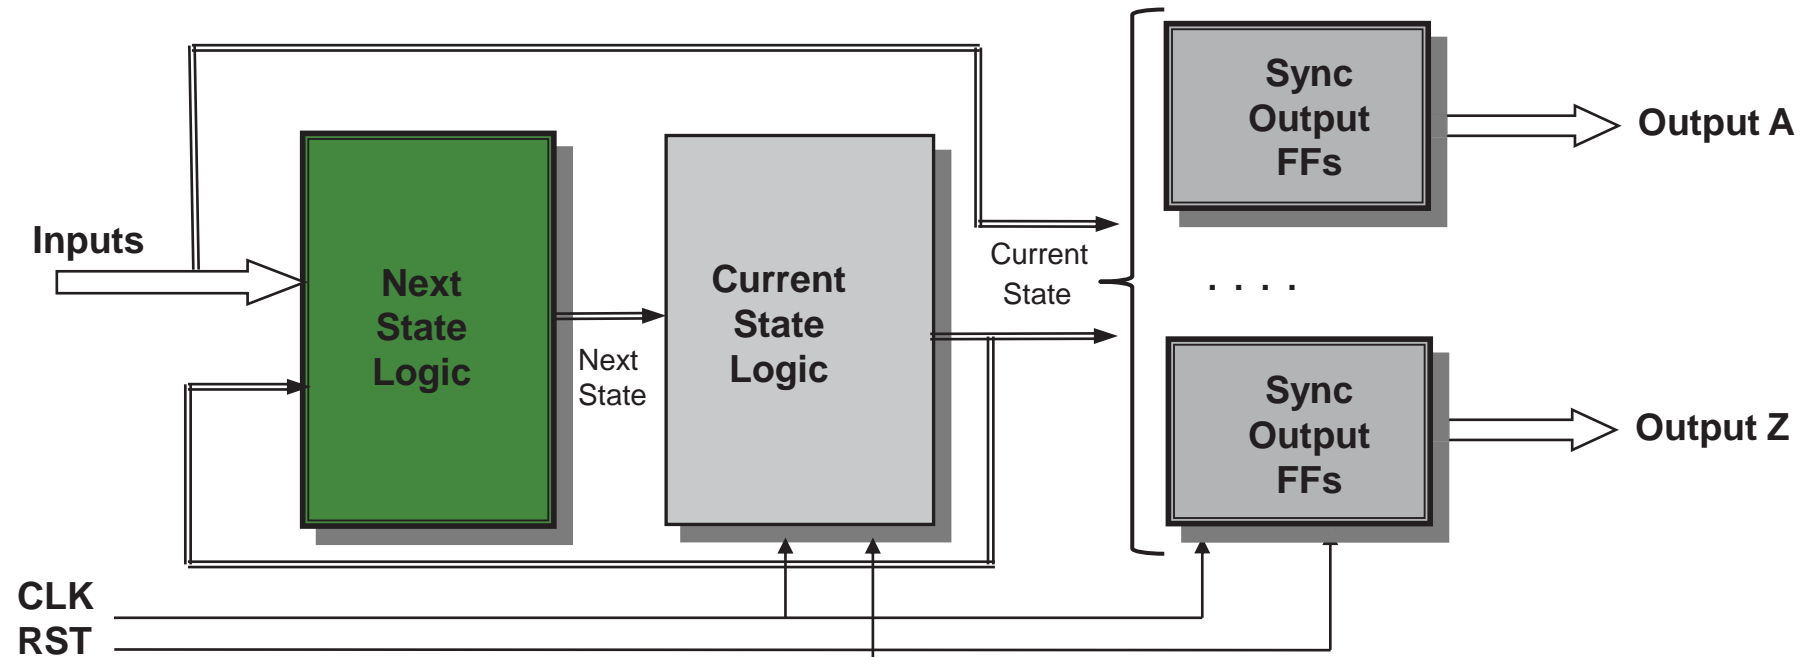 Inputs
Next
State
Logic
Next
State
Current
State
Logic
Current
State
Sync
Output
FFs
Output A
. . . .
Sync
Output
FFs
Output Z
CLK
RST